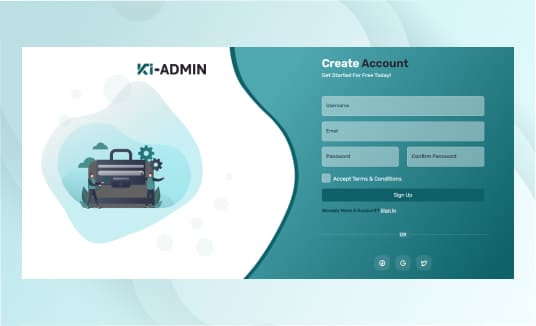 Ki-ADMIN
Create Account
Get Started For Free Today!
Username
Email
Password
Confirm Password
Accept Terms & Conditions
Sign Up
Already Have A Account? Sign In
OR